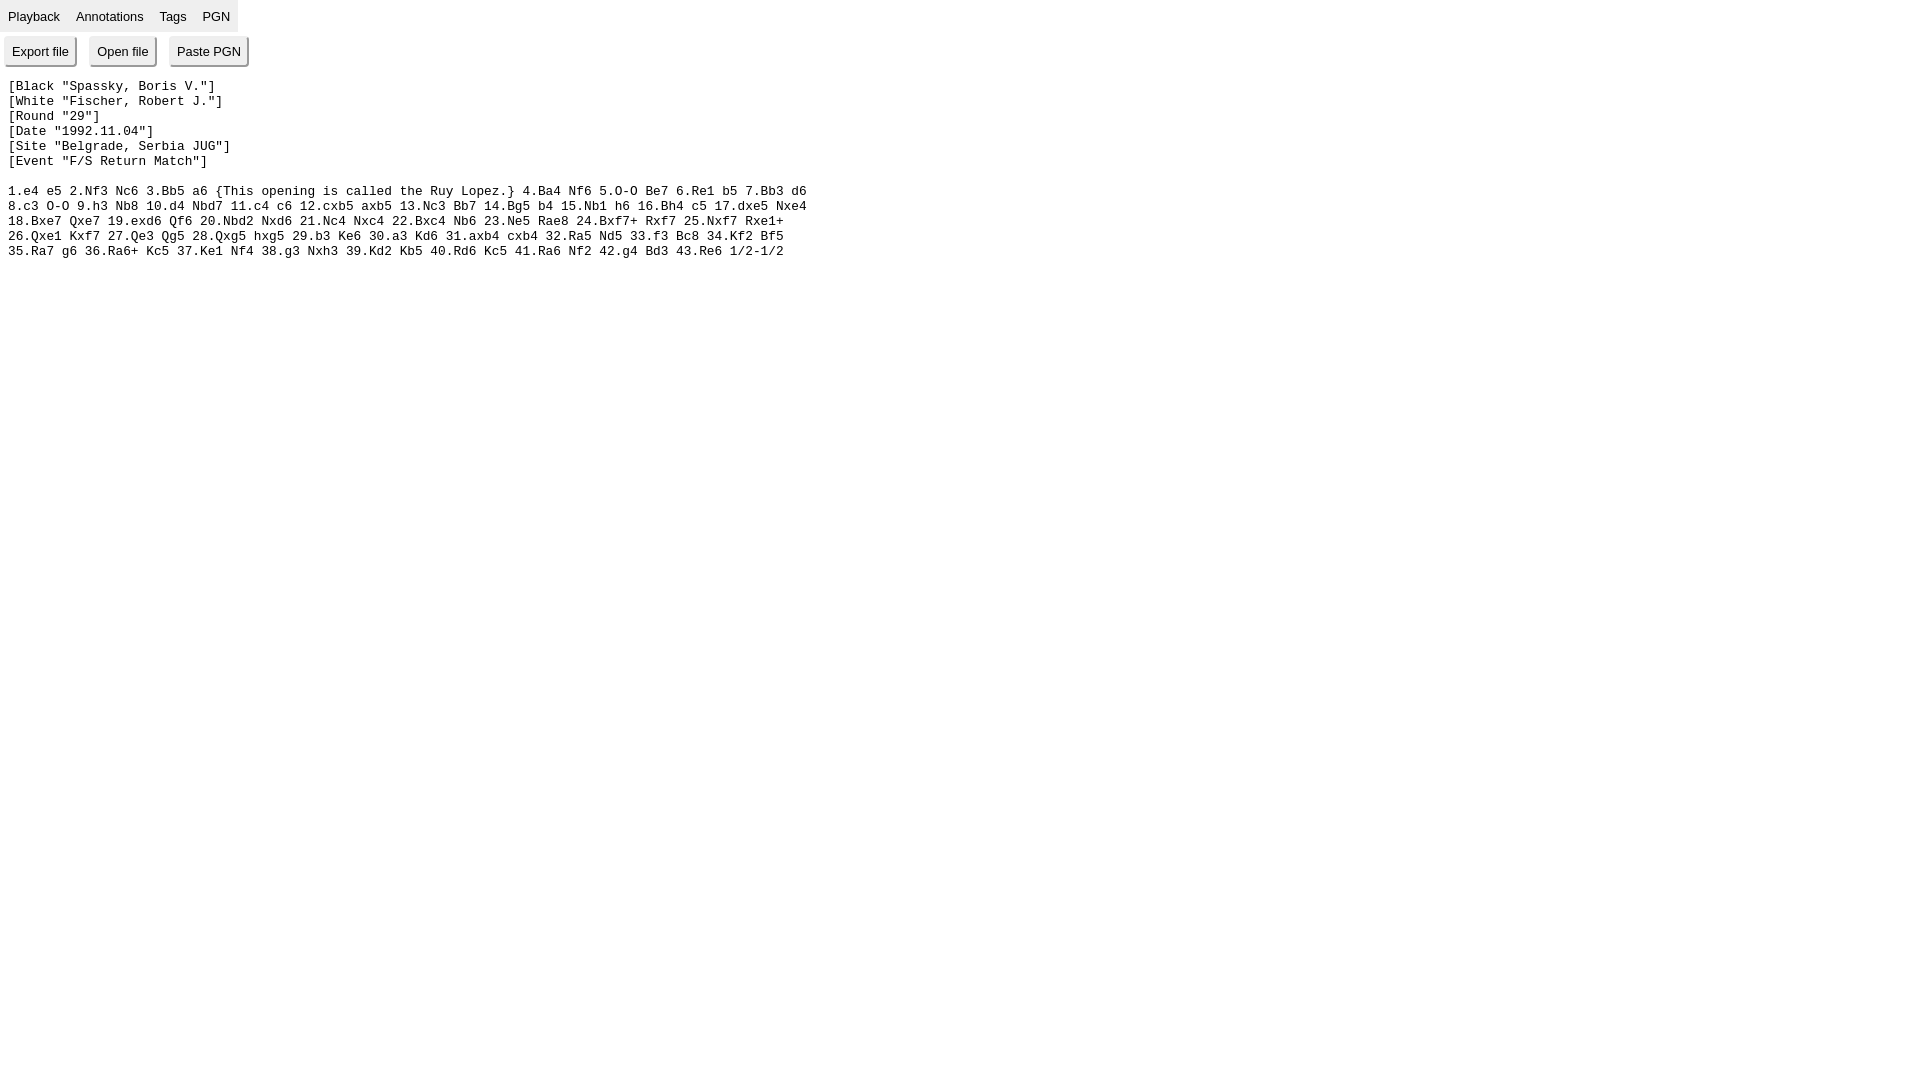 Playback Annotations Tags PGN
Export file Open file Paste PGN
[Black "Spassky, Boris V."]
[White "Fischer, Robert J."]
[Round "29"]
[Date "1992.11.04"]
[Site "Belgrade, Serbia JUG"]
[Event "F/S Return Match"]
1.e4 e5 2.Nf3 Nc6 3.Bb5 a6 {This opening is called the Ruy Lopez.} 4.Ba4 Nf6 5.O-O Be7 6.Re1 b5 7.Bb3 d6
8.c3 O-O 9.h3 Nb8 10.d4 Nbd7 11.c4 c6 12.cxb5 axb5 13.Nc3 Bb7 14.Bg5 b4 15.Nb1 h6 16.Bh4 c5 17.dxe5 Nxe4
18.Bxe7 Qxe7 19.exd6 Qf6 20.Nbd2 Nxd6 21.Nc4 Nxc4 22.Bxc4 Nb6 23.Ne5 Rae8 24.Bxf7+ Rxf7 25.Nxf7 Rxe1+
26.Qxe1 Kxf7 27.Qe3 Qg5 28.Qxg5 hxg5 29.b3 Ke6 30.a3 Kd6 31.axb4 cxb4 32.Ra5 Nd5 33.f3 Bc8 34.Kf2 Bf5
35.Ra7 g6 36.Ra6+ Kc5 37.Ke1 Nf4 38.g3 Nxh3 39.Kd2 Kb5 40.Rd6 Kc5 41.Ra6 Nf2 42.g4 Bd3 43.Re6 1/2-1/2